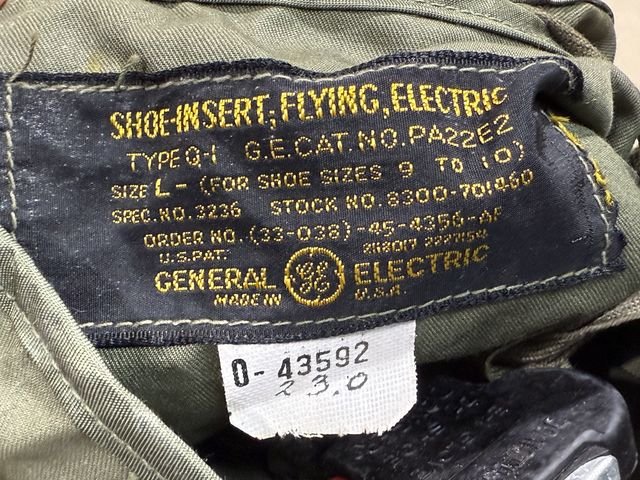 SHOE-INSERT; FLYING, ELECTRIC
TYPE Q-1 G.E. CAT. NO. PA22E2
SIZE L- (FOR SHOE SIZES 9 TO 10)
SPEC. NO. 3236 STOCK NO. 8300-701460
ORDER NO. (33-038)-45-4356-AF
U.S. PAT.
GENERAL GE ELECTRIC
MADE IN U.S.A.
0-43592
23.0